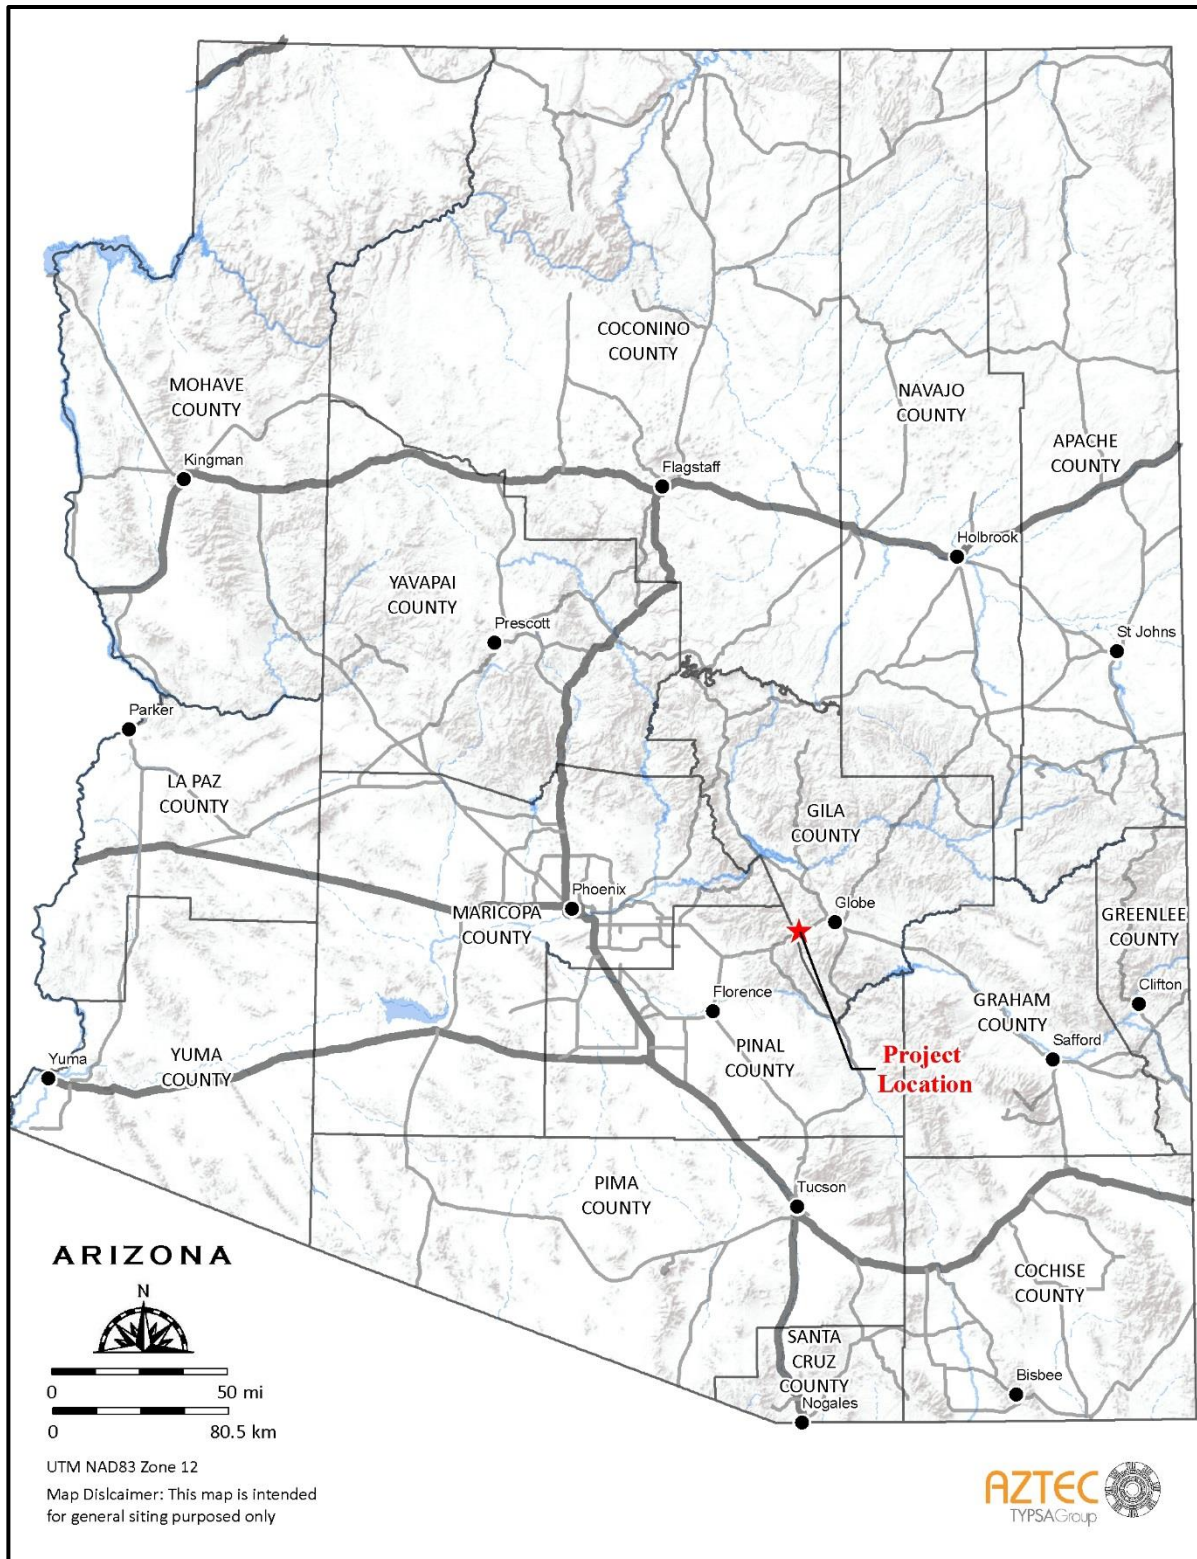 COCONINO
COUNTY
MOHAVE
COUNTY
NAVAJO
COUNTY
APACHE
COUNTY
Kingman
Flagstaff
Holbrook
YAVAPAI
COUNTY
Prescott
St Johns
Parker
LA PAZ
COUNTY
GILA
COUNTY
Phoenix
MARICOPA
COUNTY
Globe
GREENLEE
COUNTY
Florence
GRAHAM
COUNTY
Clifton
Safford
Yuma
YUMA
COUNTY
PINAL
COUNTY
Project
Location
PIMA
COUNTY
Tucson
COCHISE
COUNTY
SANTA
CRUZ
COUNTY
Nogales
Bisbee
ARIZONA
N
0 50 mi
0 80.5 km
UTM NAD83 Zone 12
Map Dislcaimer: This map is intended
for general siting purposed only
AZTEC
TYPSAGroup